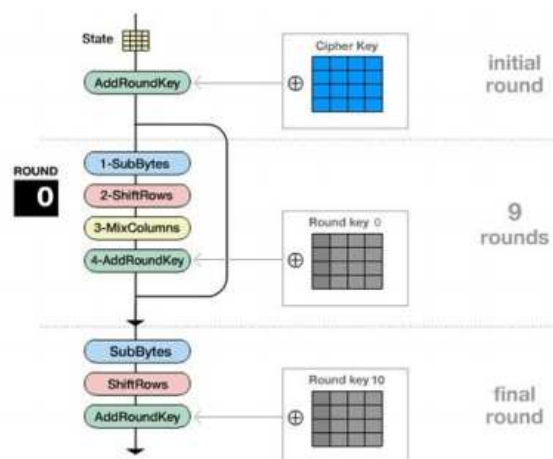 State
Cipher Key
AddRoundKey
⊕
initial
round
ROUND
0
1-SubBytes
2-ShiftRows
3-MixColumns
4-AddRoundKey
Round key 0
⊕
9
rounds
SubBytes
ShiftRows
AddRoundKey
Round key 10
⊕
final
round